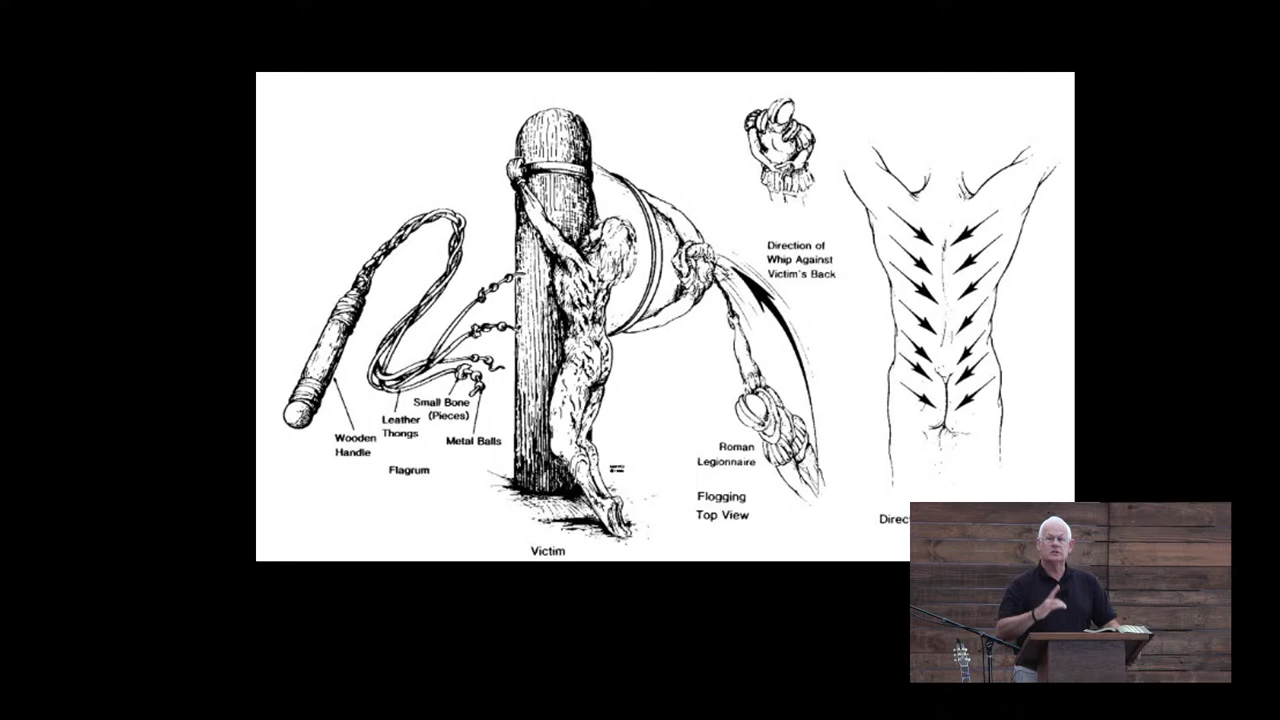 Wooden
Handle
Leather
Thongs
Small Bone
(Pieces)
Metal Balls
Flagrum
Victim
Direction of
Whip Against
Victim's Back
Roman
Legionnaire
Flogging
Top View
Direc